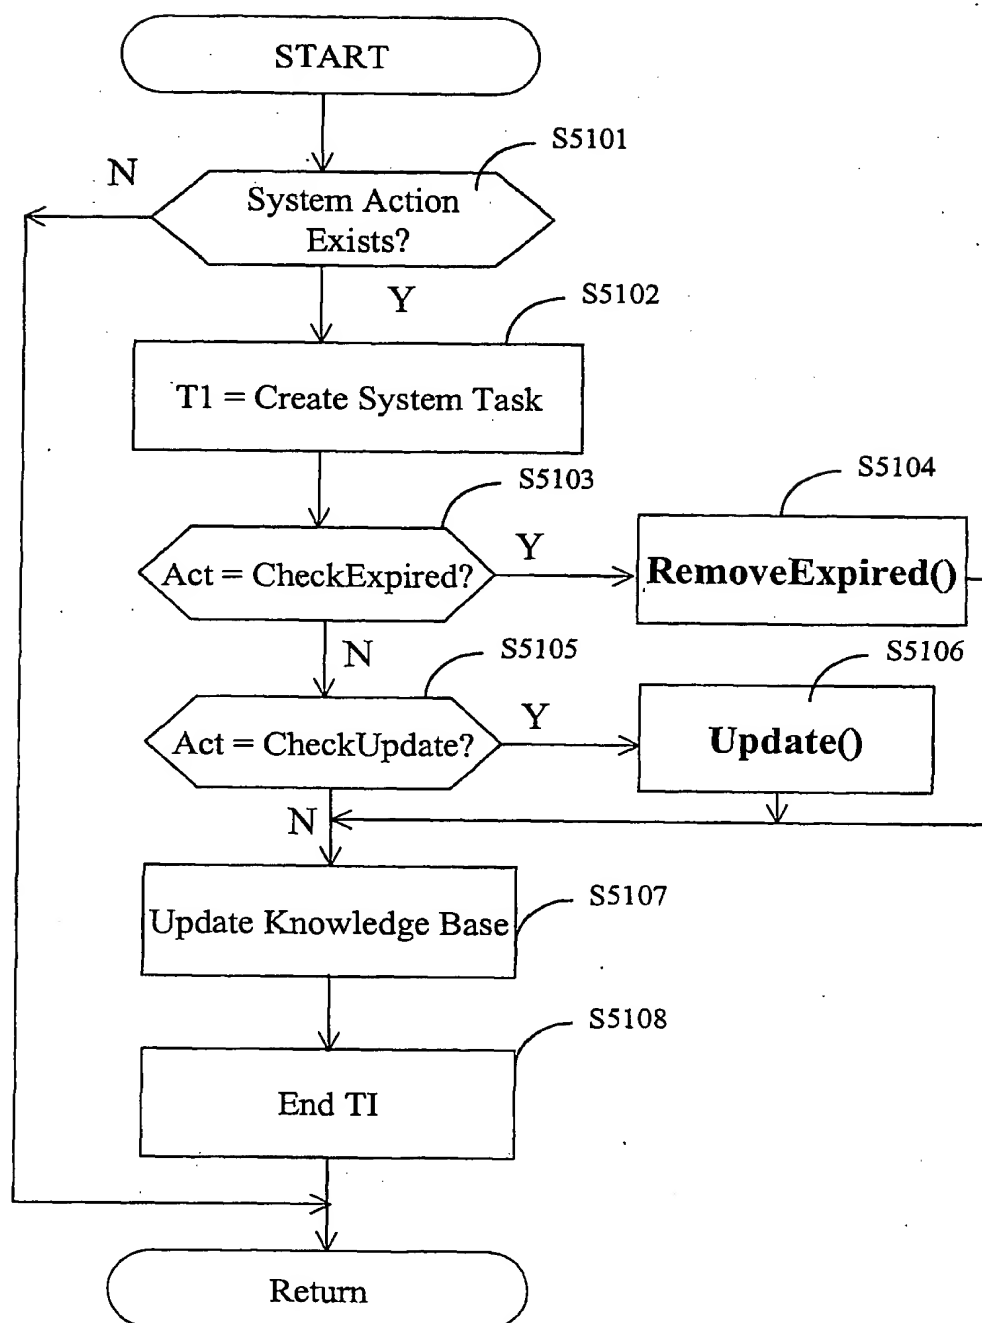 START
S5101
N
System Action
Exists?
Y
S5102
T1 = Create System Task
S5103
S5104
Act = CheckExpired?
Y
RemoveExpired()
N
S5105
S5106
Act = CheckUpdate?
Y
Update()
N
S5107
Update Knowledge Base
S5108
End TI
Return